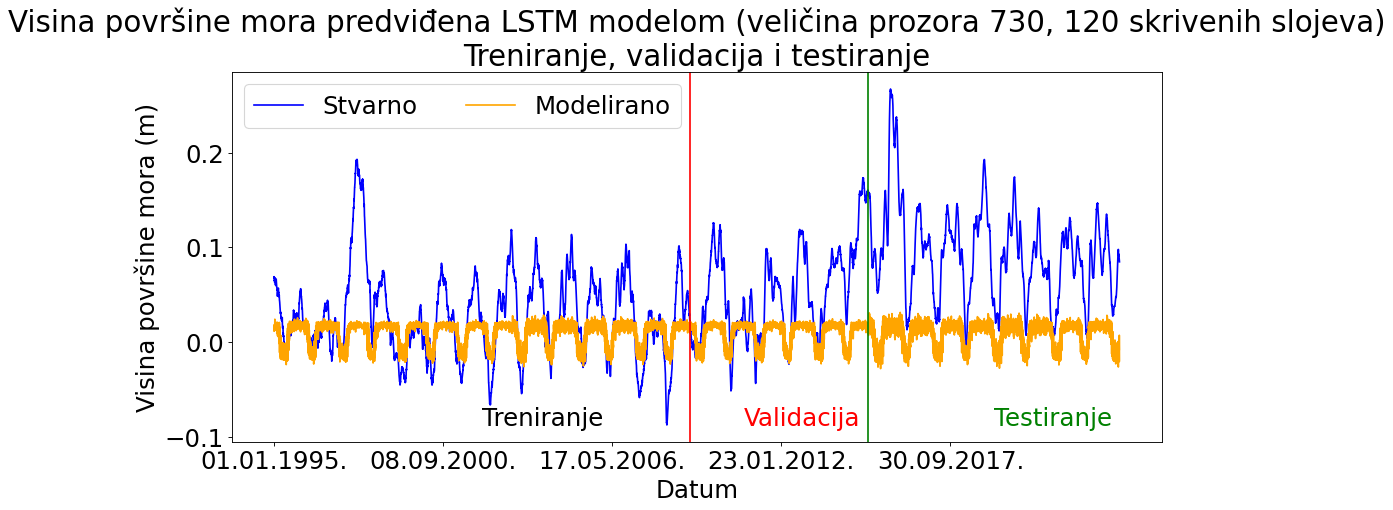 Visina površine mora predviđena LSTM modelom (veličina prozora 730, 120 skrivenih slojeva)
Treniranje, validacija i testiranje
Stvarno
Modelirano
Visina površine mora (m)
0.2
0.1
0.0
−0.1
Treniranje
Validacija
Testiranje
01.01.1995.
08.09.2000.
17.05.2006.
23.01.2012.
30.09.2017.
Datum